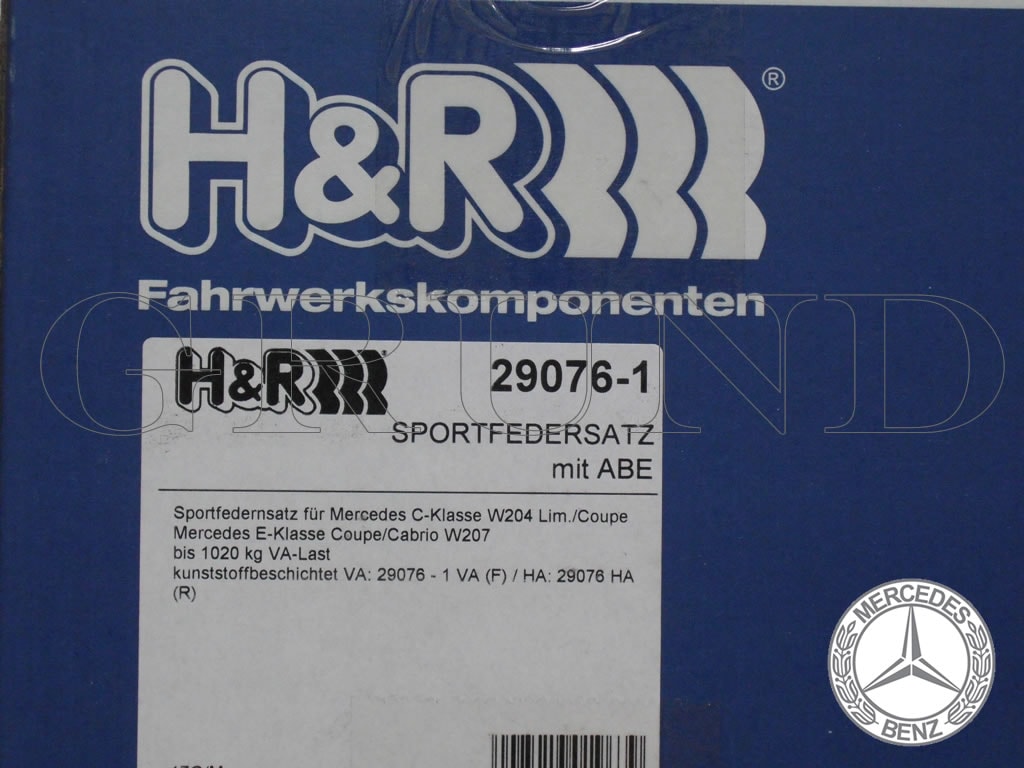 H&R®
Fahrwerkskomponenten
GRUND
H&R® 29076-1
SPORTFEDERSATZ
mit ABE
Sportfedernsatz für Mercedes C-Klasse W204 Lim./Coupe
Mercedes E-Klasse Coupe/Cabrio W207
bis 1020 kg VA-Last
kunststoffbeschichtet VA: 29076 - 1 VA (F) / HA: 29076 HA
(R)
MERCEDES
BENZ